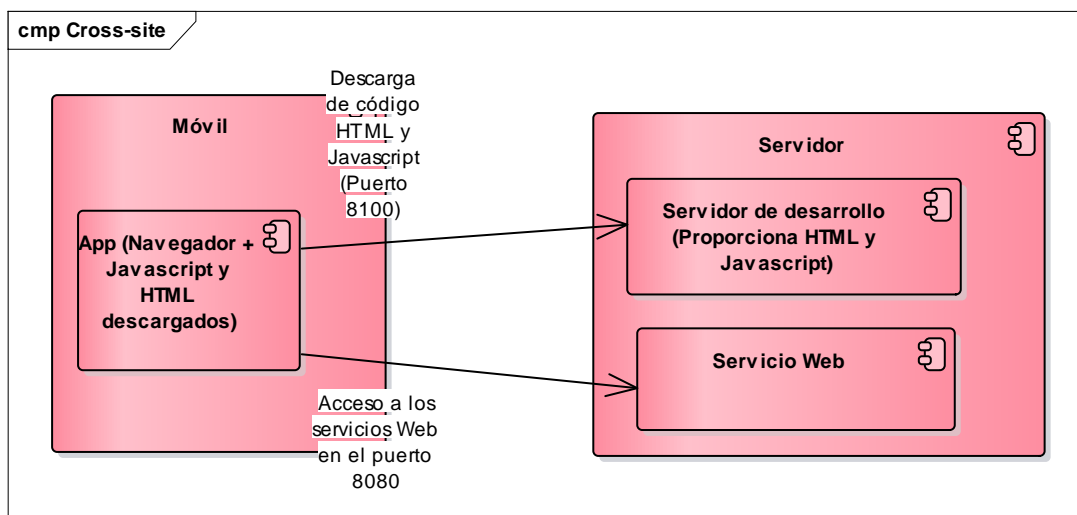 cmp Cross-site
Descarga
de código
HTML y
Javascript
(Puerto
8100)
Móvil
App (Navegador +
Javascript y
HTML
descargados)
Servidor
Servidor de desarrollo
(Proporciona HTML y
Javascript)
Servicio Web
Acceso a los
servicios Web
en el puerto
8080